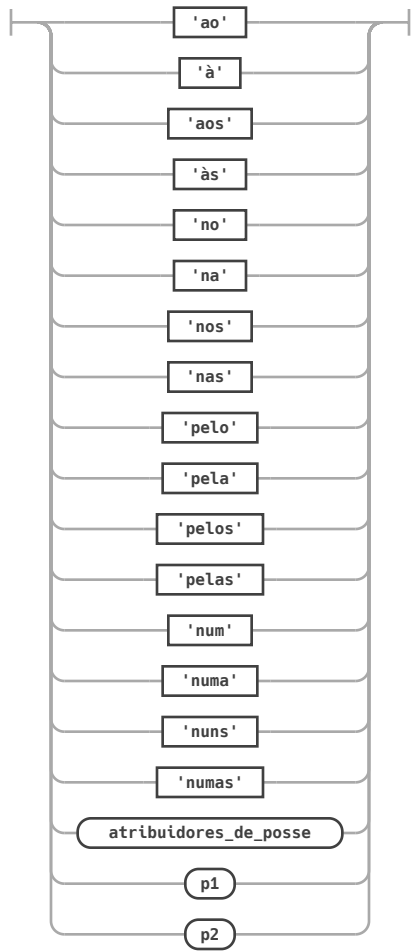 'ao'
'à'
'aos'
'às'
'no'
'na'
'nos'
'nas'
'pelo'
'pela'
'pelos'
'pelas'
'num'
'numa'
'nuns'
'numas'
atribuidores_de_posse
p1
p2